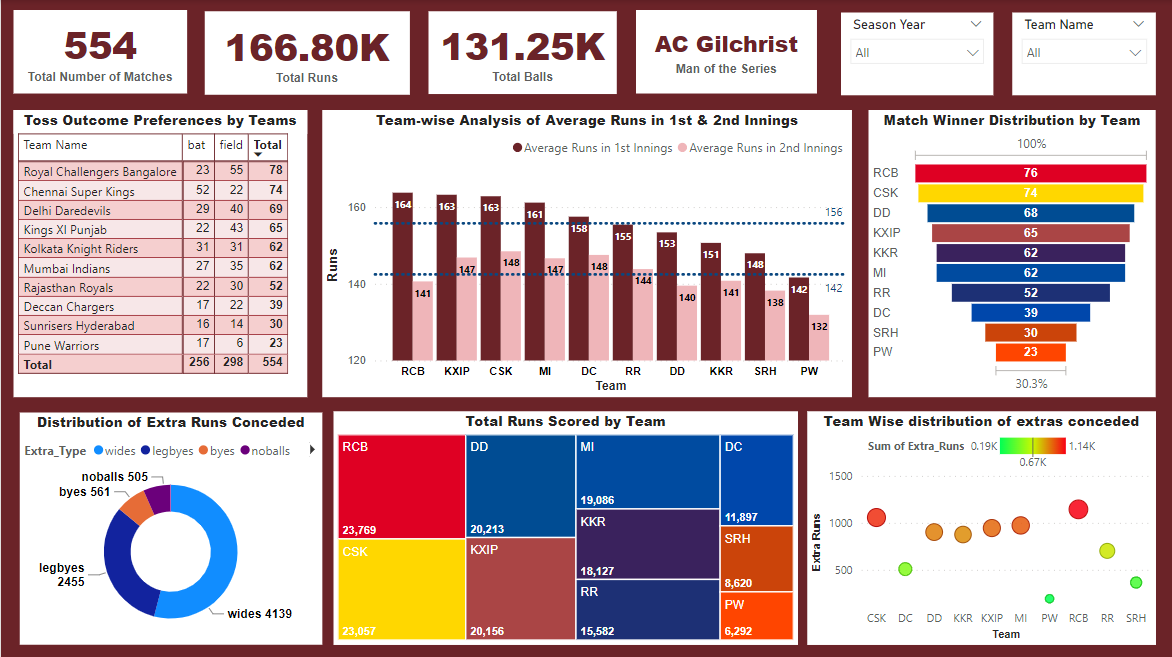 554
Total Number of Matches
166.80K
Total Runs
131.25K
Total Balls
AC Gilchrist
Man of the Series
Season Year
All
Team Name
All
Toss Outcome Preferences by Teams
Team Name bat field Total
Royal Challengers Bangalore 23 55 78
Chennai Super Kings 52 22 74
Delhi Daredevils 29 40 69
Kings XI Punjab 22 43 65
Kolkata Knight Riders 31 31 62
Mumbai Indians 27 35 62
Rajasthan Royals 22 30 52
Deccan Chargers 17 22 39
Sunrisers Hyderabad 16 14 30
Pune Warriors 17 6 23
Total 256 298 554
Team-wise Analysis of Average Runs in 1st & 2nd Innings
Average Runs in 1st Innings Average Runs in 2nd Innings
Runs
160
140
120
156
142
164 163 163 161 158 155 153 151 148 142
141 147 148 147 148 144 140 141 138 132
RCB KXIP CSK MI DC RR DD KKR SRH PW
Team
Match Winner Distribution by Team
100%
RCB 76
CSK 74
DD 68
KXIP 65
KKR 62
MI 62
RR 52
DC 39
SRH 30
PW 23
30.3%
Distribution of Extra Runs Conceded
Extra_Type wides legbyes byes noballs
noballs 505
byes 561
legbyes
2455
wides 4139
Total Runs Scored by Team
RCB
23,769
CSK
23,057
DD
20,213
KXIP
20,156
MI
19,086
KKR
18,127
RR
15,582
DC
11,897
SRH
8,620
PW
6,292
Team Wise distribution of extras conceded
Sum of Extra_Runs 0.19K 1.14K
0.67K
Extra Runs
1500
1000
500
CSK DC DD KKR KXIP MI PW RCB RR SRH
Team